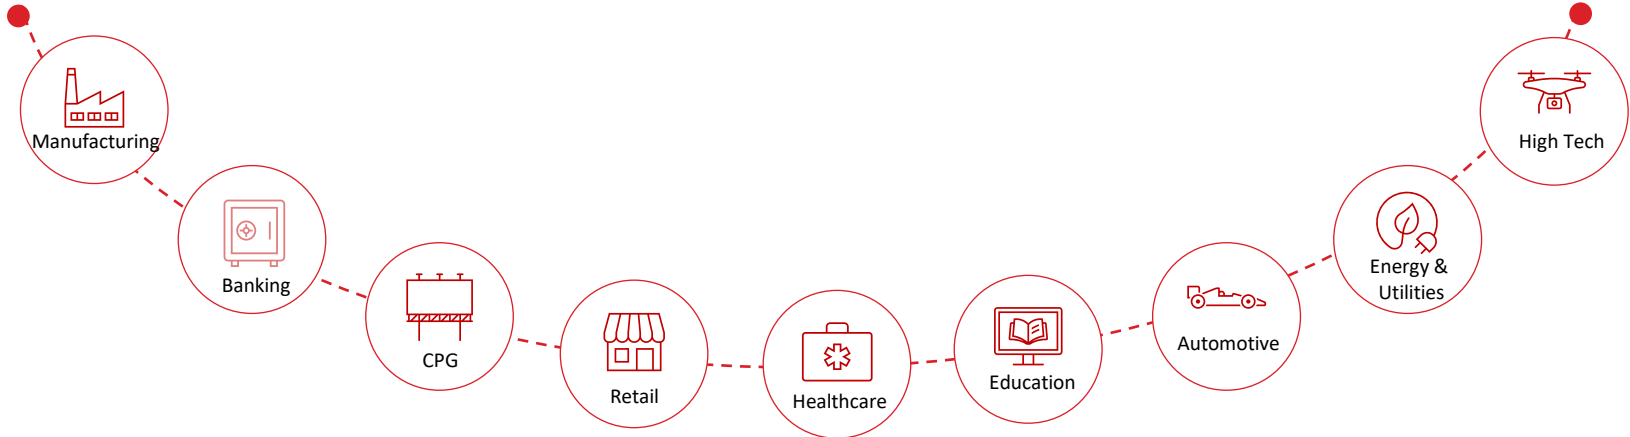 Manufacturing
Banking
CPG
Retail
Healthcare
Education
Automotive
Energy &
Utilities
High Tech